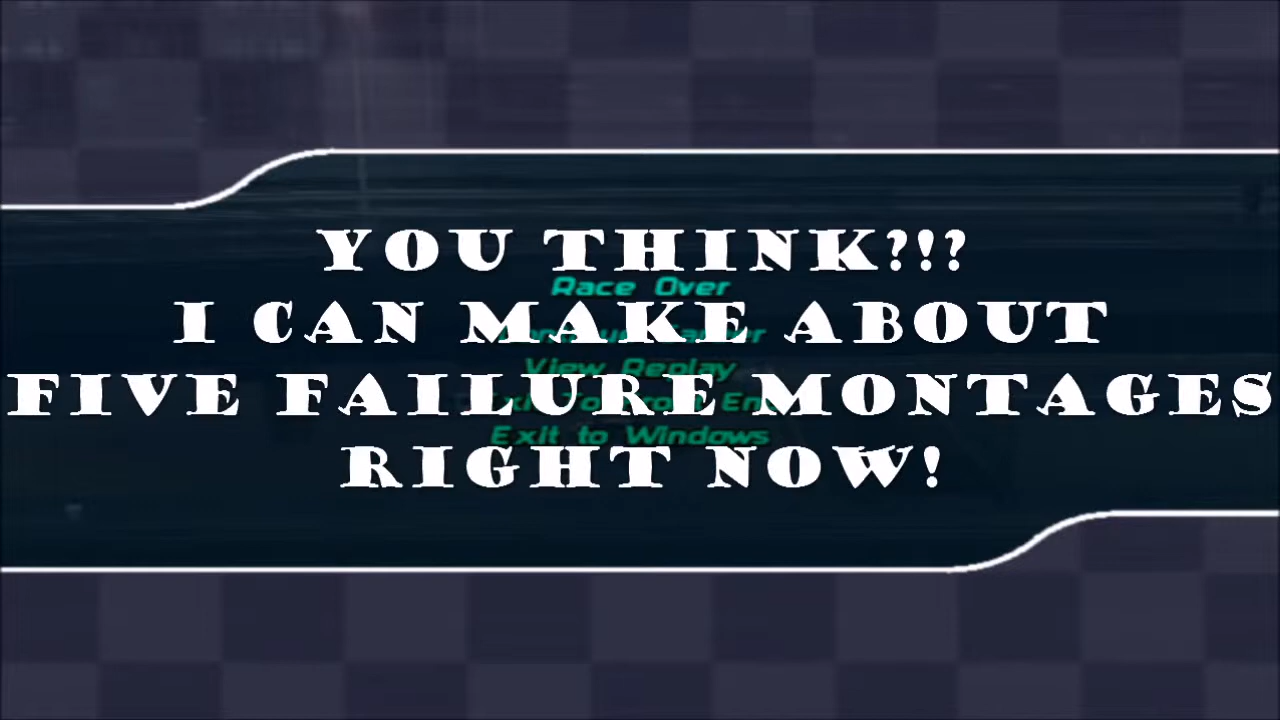 YOU THINK?!?
Race Over
I CAN MAKE ABOUT
View Replay
FIVE FAILURE MONTAGES
Exit to Windows
RIGHT NOW!